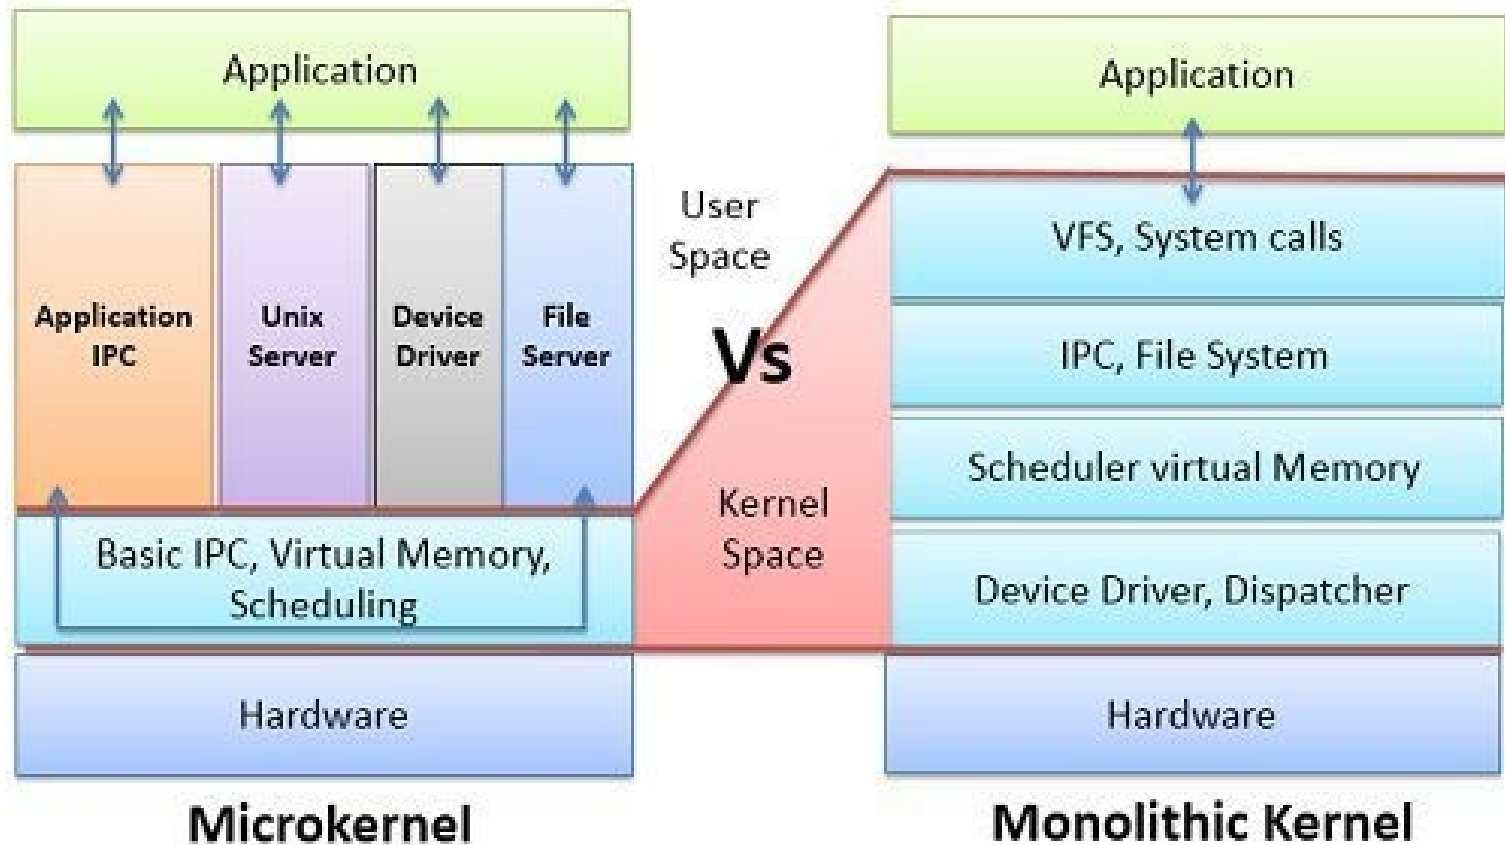 Application
Application
IPC
Unix
Server
Device
Driver
File
Server
Basic IPC, Virtual Memory,
Scheduling
Hardware
Microkernel
User
Space
Vs
Kernel
Space
Application
VFS, System calls
IPC, File System
Scheduler virtual Memory
Device Driver, Dispatcher
Hardware
Monolithic Kernel